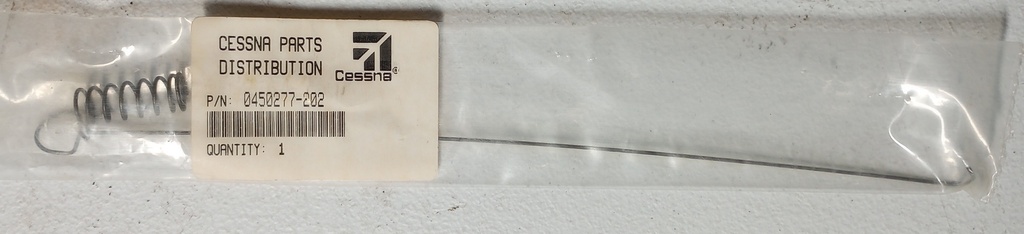 CESSNA PARTS
DISTRIBUTION
Cessna®
P/N: 0450277-202
QUANTITY: 1